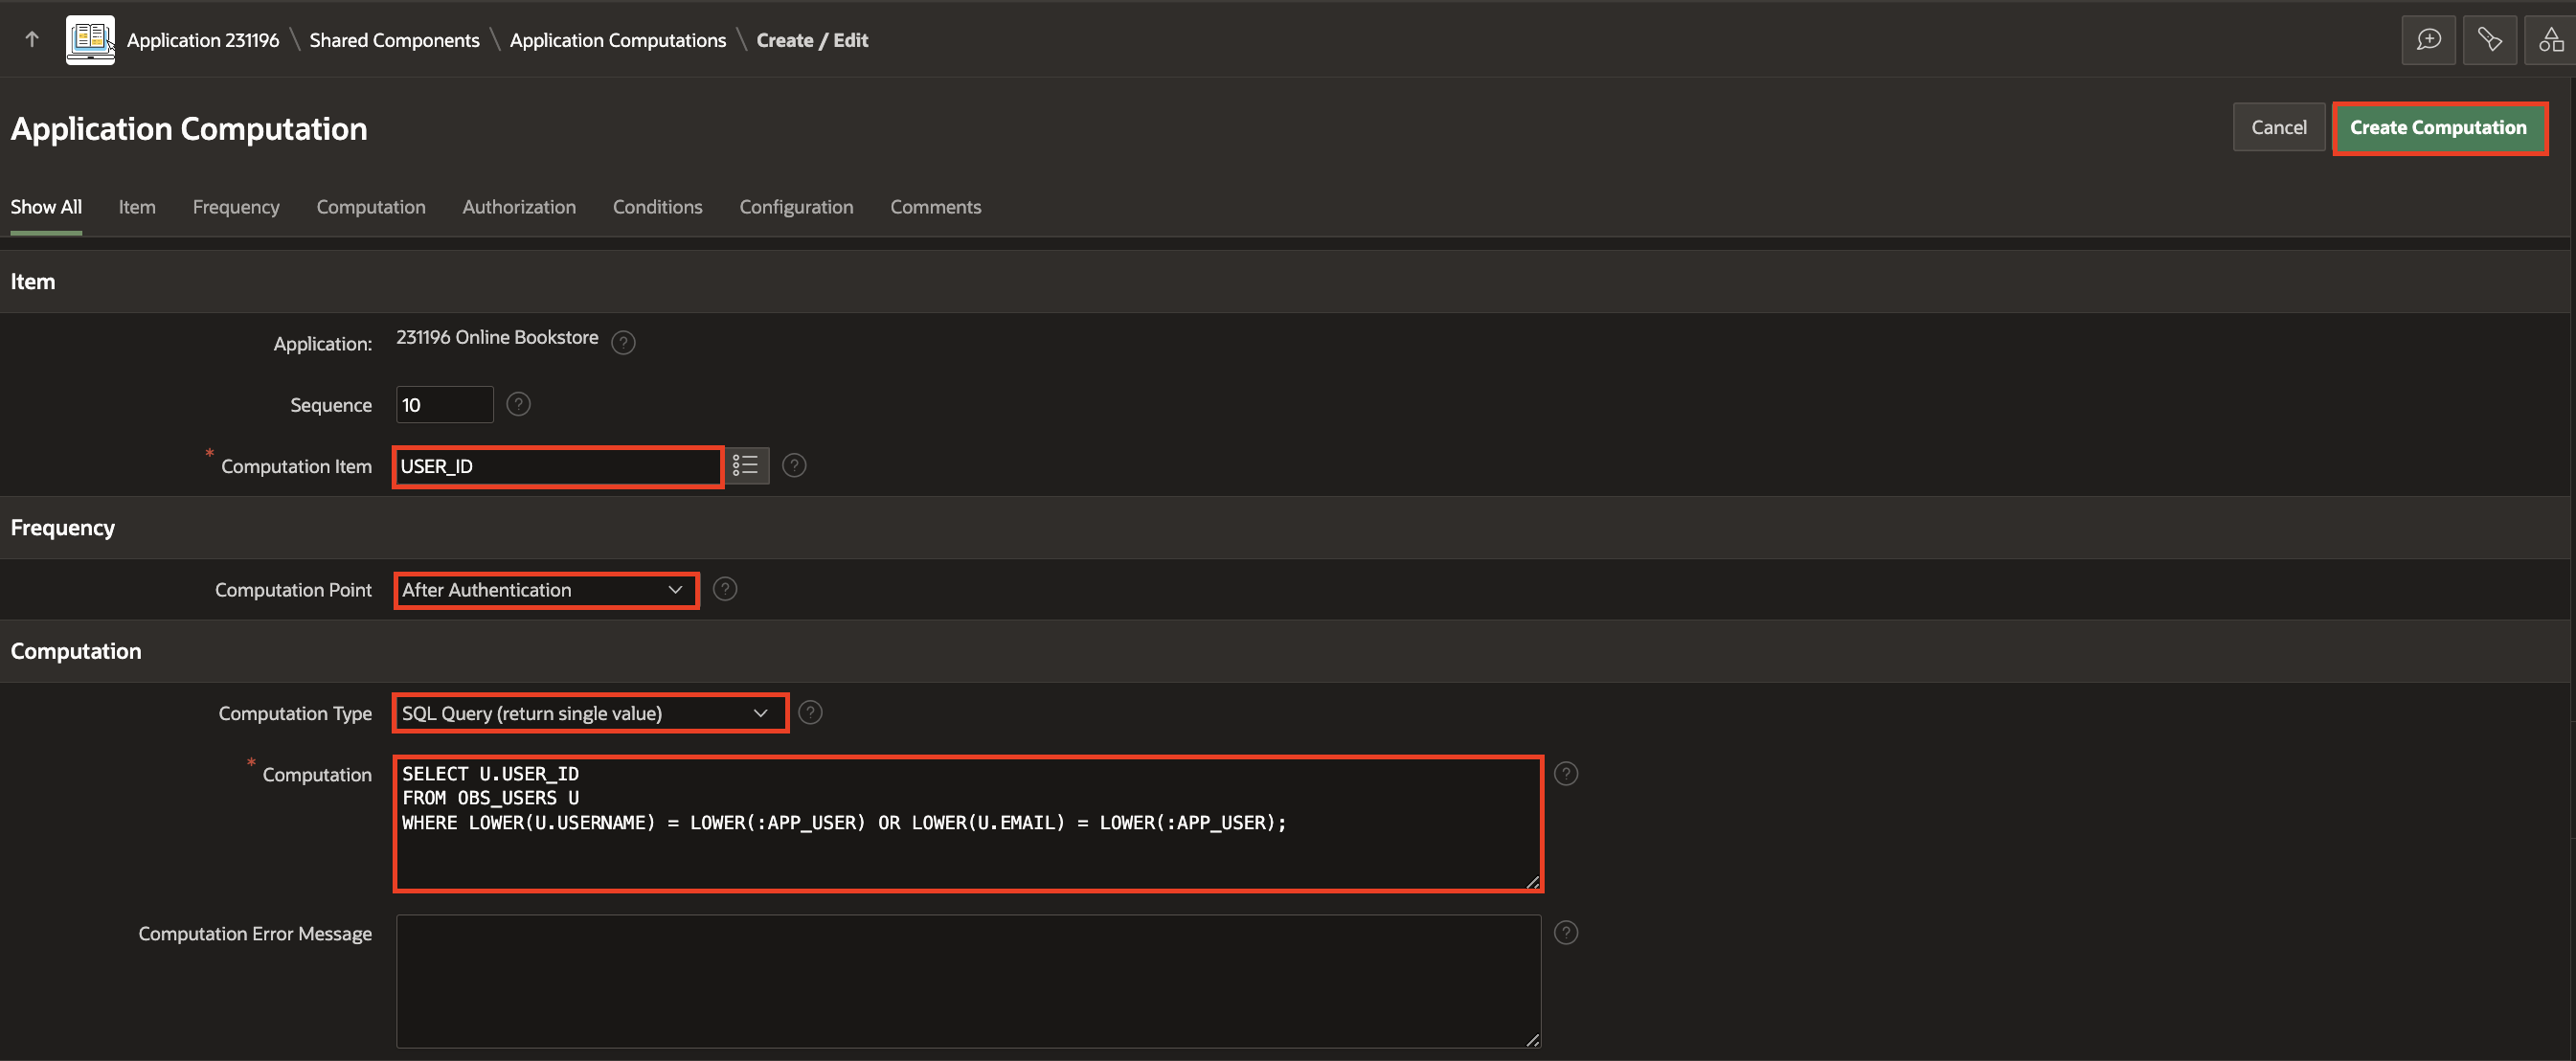 Application 231196 \ Shared Components \ Application Computations \ Create / Edit
Application Computation
Cancel
Create Computation
Show All Item Frequency Computation Authorization Conditions Configuration Comments
Item
Application: 231196 Online Bookstore ?
Sequence 10 ?
* Computation Item USER_ID ?
Frequency
Computation Point After Authentication ?
Computation
Computation Type SQL Query (return single value) ?
* Computation SELECT U.USER_ID ?
FROM OBS_USERS U
WHERE LOWER(U.USERNAME) = LOWER(:APP_USER) OR LOWER(U.EMAIL) = LOWER(:APP_USER);
Computation Error Message ?